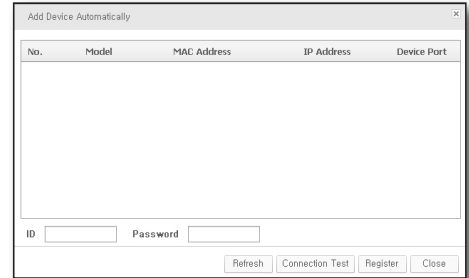 Add Device Automatically
No. Model MAC Address IP Address Device Port
ID Password
Refresh Connection Test Register Close